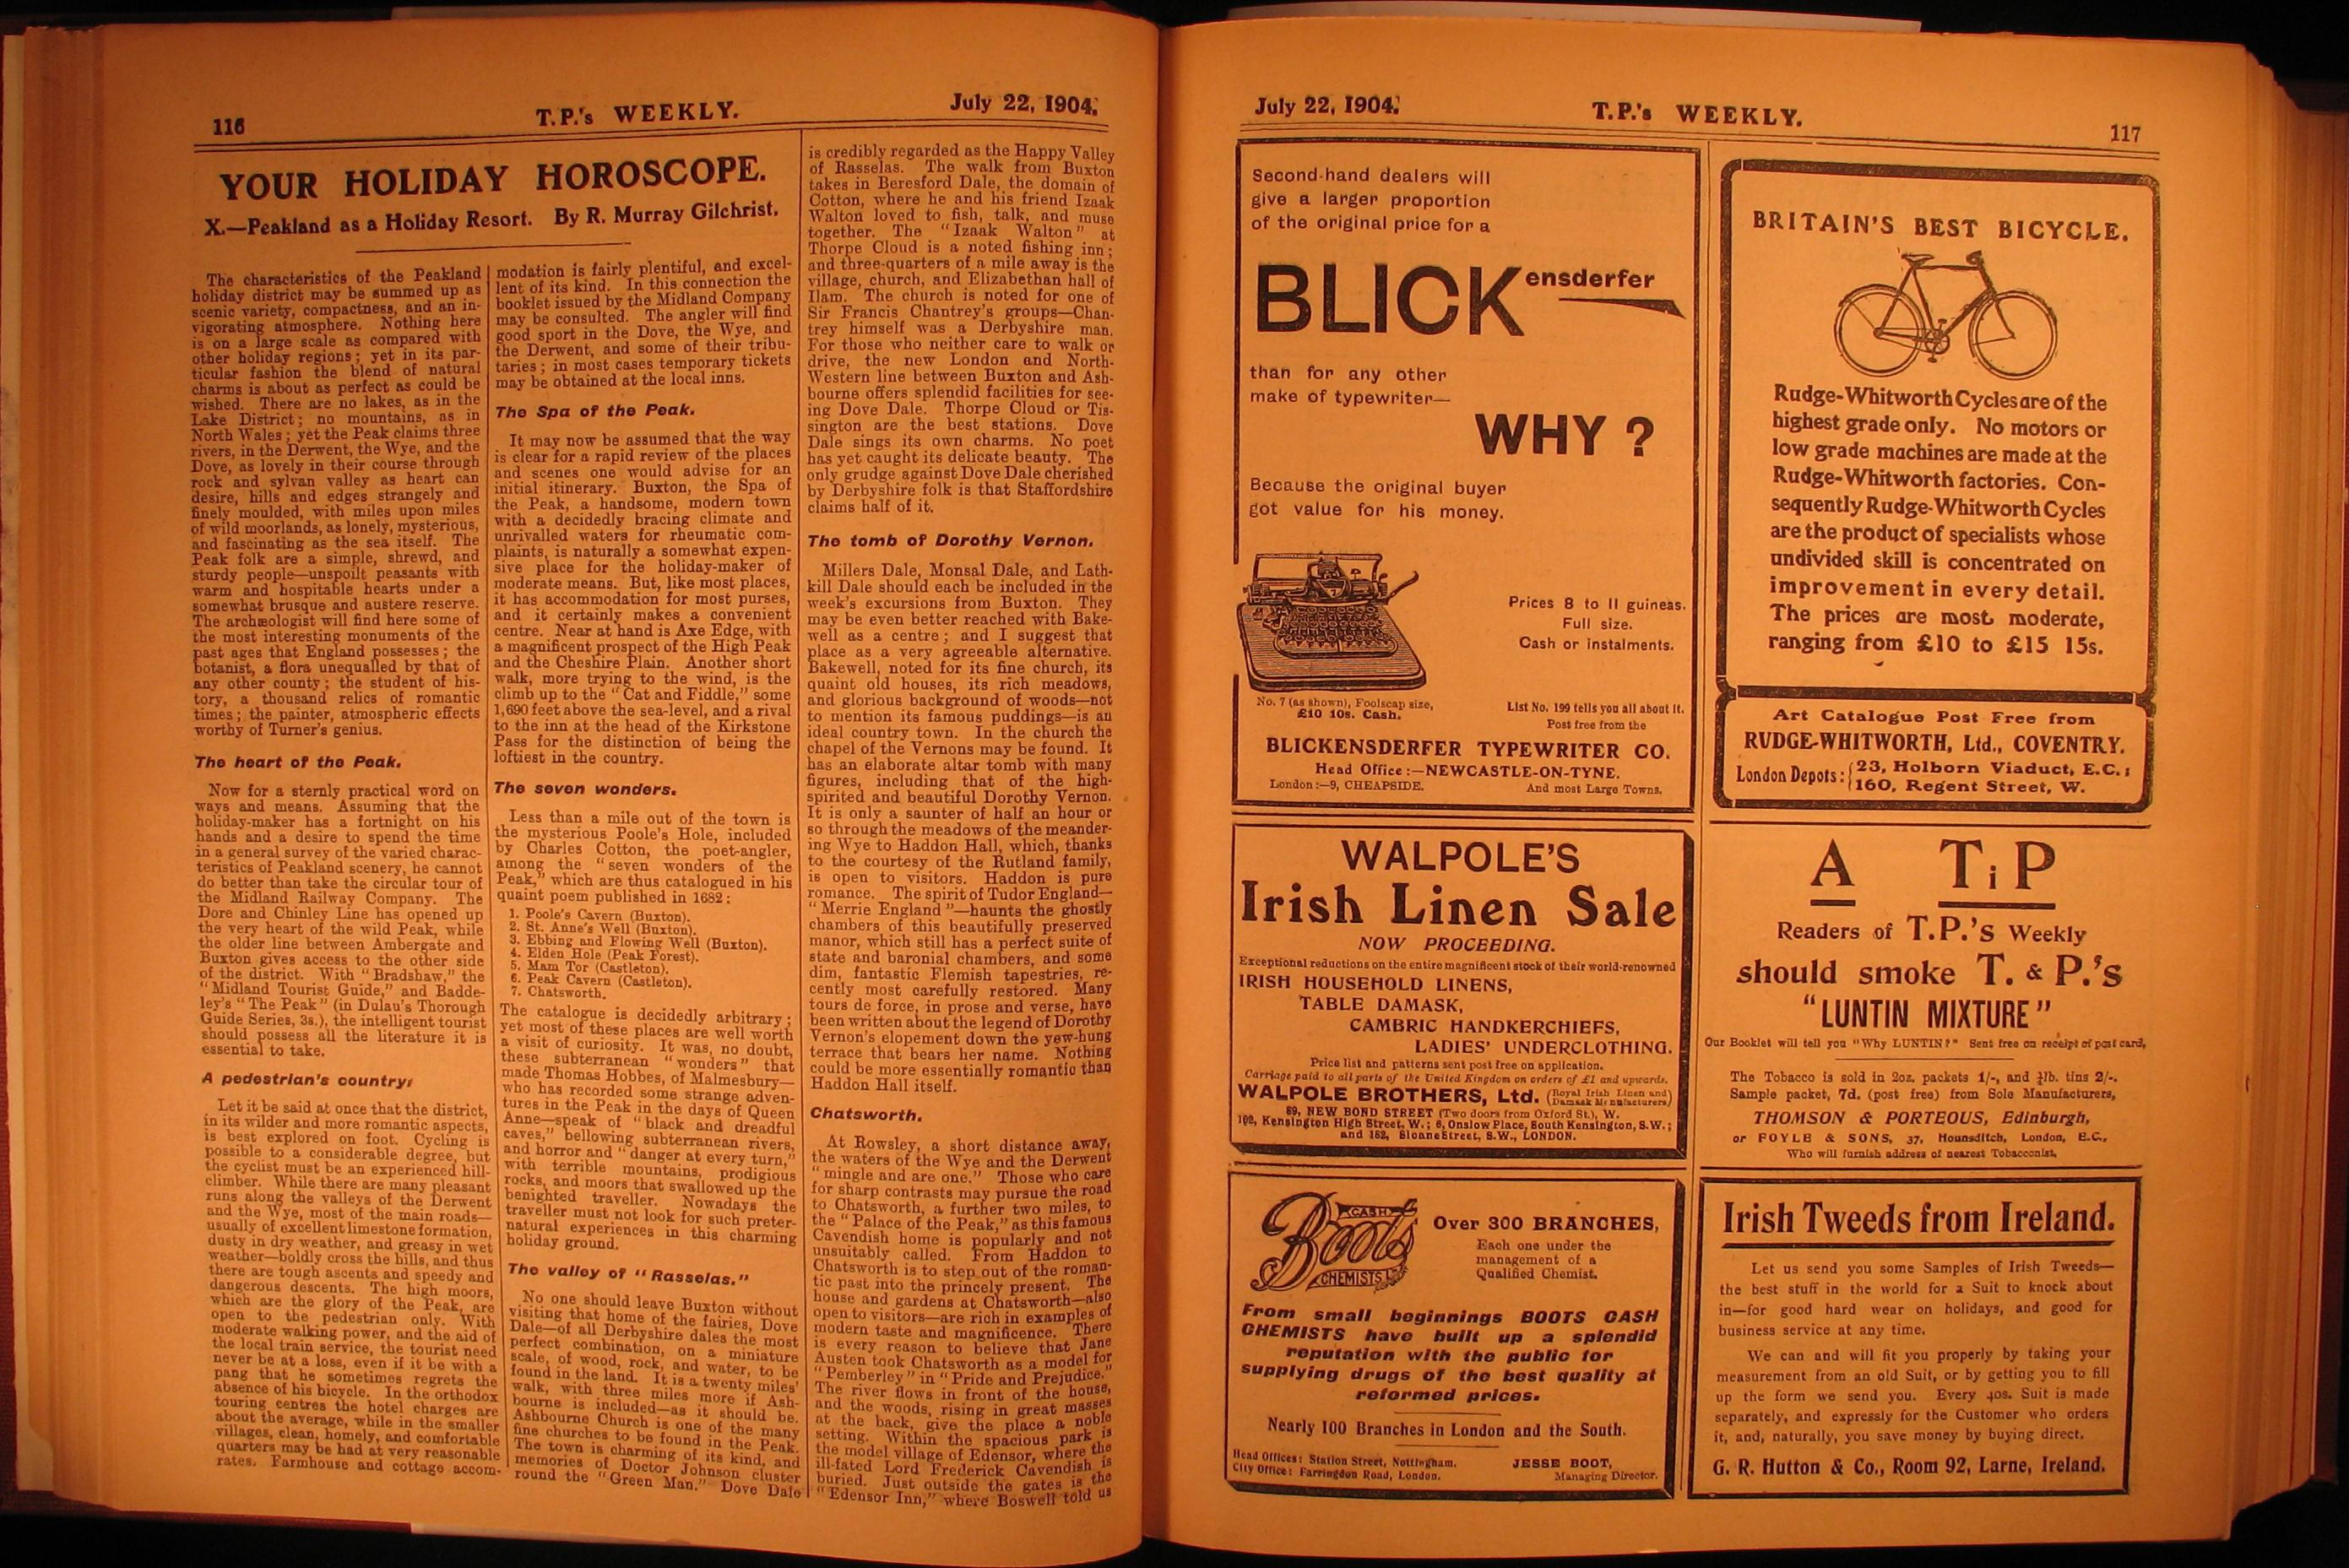 116
T.P.'s WEEKLY.
July 22, 1904.
YOUR HOLIDAY HOROSCOPE.
X.—Peakland as a Holiday Resort. By R. Murray Gilchrist.
The characteristics of the Peakland
holiday district may be summed up as
scenic variety, compactness, and an in-
vigorating atmosphere. Nothing here
is on a large scale as compared with
other holiday regions; yet in its par-
ticular fashion the blend of natural
charms is about as perfect as could be
wished. There are no lakes, as in the
Lake District; no mountains, as in
North Wales; yet the Peak claims three
rivers, in the Derwent, the Wye, and the
Dove, as lovely in their course through
rock and sylvan valley as heart can
desire, hills and edges strangely and
finely moulded, with miles upon miles
of wild moorlands, as lonely, mysterious,
and fascinating as the sea itself. The
Peak folk are a simple, shrewd, and
sturdy people—unspoilt peasants with
warm and hospitable hearts under a
somewhat brusque and austere reserve.
The archæologist will find here some of
the most interesting monuments of the
past ages that England possesses; the
botanist, a flora unequalled by that of
any other county; the student of his-
tory, a thousand relics of romantic
times; the painter, atmospheric effects
worthy of Turner's genius.
The heart of the Peak.
Now for a sternly practical word on
ways and means. Assuming that the
holiday-maker has a fortnight on his
hands and a desire to spend the time
in a general survey of the varied charac-
teristics of Peakland scenery, he cannot
do better than take the circular tour of
the Midland Railway Company. The
Dore and Chinley Line has opened up
the very heart of the wild Peak, while
the older line between Ambergate and
Buxton gives access to the other side
of the district. With "Bradshaw," the
"Midland Tourist Guide," and Badde-
ley's "The Peak" (in Dulau's Thorough
Guide Series, 3s.), the intelligent tourist
should possess all the literature it is
essential to take.
A pedestrian's country:
Let it be said at once that the district,
in its wilder and more romantic aspects,
is best explored on foot. Cycling is
possible to a considerable degree, but
the cyclist must be an experienced hill-
climber. While there are many pleasant
runs along the valleys of the Derwent
and the Wye, most of the main roads—
usually of excellent limestone formation,
dusty in dry weather, and greasy in wet
weather—boldly cross the hills, and thus
there are tough ascents and speedy and
dangerous descents. The high moors,
which are the glory of the Peak, are
open to the pedestrian only. With
moderate walking power, and the aid of
the local train service, the tourist need
never be at a loss, even if it be with a
pang that he sometimes regrets the
absence of his bicycle. In the orthodox
touring centres the hotel charges are
about the average, while in the smaller
villages, clean, homely, and comfortable
quarters may be had at very reasonable
rates. Farmhouse and cottage accom-
modation is fairly plentiful, and excel-
lent of its kind. In this connection the
booklet issued by the Midland Company
may be consulted. The angler will find
good sport in the Dove, the Wye, and
the Derwent, and some of their tribu-
taries; in most cases temporary tickets
may be obtained at the local inns.
The Spa of the Peak.
It may now be assumed that the way
is clear for a rapid review of the places
and scenes one would advise for an
initial itinerary. Buxton, the Spa of
the Peak, a handsome, modern town
with a decidedly bracing climate and
unrivalled waters for rheumatic com-
plaints, is naturally a somewhat expen-
sive place for the holiday-maker of
moderate means. But, like most places,
it has accommodation for most purses,
and it certainly makes a convenient
centre. Near at hand is Axe Edge, with
a magnificent prospect of the High Peak
and the Cheshire Plain. Another short
walk, more trying to the wind, is the
climb up to the "Cat and Fiddle," some
1,690 feet above the sea-level, and a rival
to the inn at the head of the Kirkstone
Pass for the distinction of being the
loftiest in the country.
The seven wonders.
Less than a mile out of the town is
the mysterious Poole's Hole, included
by Charles Cotton, the poet-angler,
among the "seven wonders of the
Peak," which are thus catalogued in his
quaint poem published in 1682:
1. Poole's Cavern (Buxton).
2. St. Anne's Well (Buxton).
3. Ebbing and Flowing Well (Buxton).
4. Elden Hole (Peak Forest).
5. Mam Tor (Castleton).
6. Peak Cavern (Castleton).
7. Chatsworth.
The catalogue is decidedly arbitrary;
yet most of these places are well worth
a visit of curiosity. It was, no doubt,
these subterranean "wonders" that
made Thomas Hobbes, of Malmesbury—
who has recorded some strange adven-
tures in the Peak in the days of Queen
Anne—speak of "black and dreadful
caves," bellowing subterranean rivers,
and horror and "danger at every turn,"
with terrible mountains, prodigious
rocks, and moors that swallowed up the
benighted traveller. Nowadays the
traveller must not look for such preter-
natural experiences in this charming
holiday ground.
The valley of "Rasselas."
No one should leave Buxton without
visiting that home of the fairies, Dove
Dale—of all Derbyshire dales the most
perfect combination, on a miniature
scale, of wood, rock, and water, to be
found in the land. It is a twenty miles'
walk, with three miles more if Ash-
bourne is included—as it should be.
Ashbourne Church is one of the many
fine churches to be found in the Peak.
The town is charming of its kind, and
memories of Doctor Johnson cluster
round the "Green Man." Dove Dale
is credibly regarded as the Happy Valley
of Rasselas. The walk from Buxton
takes in Beresford Dale, the domain of
Cotton, where he and his friend Izaak
Walton loved to fish, talk, and muse
together. The "Izaak Walton" at
Thorpe Cloud is a noted fishing inn;
and three-quarters of a mile away is the
village, church, and Elizabethan hall of
Ilam. The church is noted for one of
Sir Francis Chantrey's groups—Chan-
trey himself was a Derbyshire man.
For those who neither care to walk or
drive, the new London and North-
Western line between Buxton and Ash-
bourne offers splendid facilities for see-
ing Dove Dale. Thorpe Cloud or Tis-
sington are the best stations. Dove
Dale sings its own charms. No poet
has yet caught its delicate beauty. The
only grudge against Dove Dale cherished
by Derbyshire folk is that Staffordshire
claims half of it.
The tomb of Dorothy Vernon.
Millers Dale, Monsal Dale, and Lath-
kill Dale should each be included in the
week's excursions from Buxton. They
may be even better reached with Bake-
well as a centre; and I suggest that
place as a very agreeable alternative.
Bakewell, noted for its fine church, its
quaint old houses, its rich meadows,
and glorious background of woods—not
to mention its famous puddings—is an
ideal country town. In the church the
chapel of the Vernons may be found. It
has an elaborate altar tomb with many
figures, including that of the high-
spirited and beautiful Dorothy Vernon.
It is only a saunter of half an hour or
so through the meadows of the meander-
ing Wye to Haddon Hall, which, thanks
to the courtesy of the Rutland family,
is open to visitors. Haddon is pure
romance. The spirit of Tudor England—
"Merrie England"—haunts the ghostly
chambers of this beautifully preserved
manor, which still has a perfect suite of
state and baronial chambers, and some
dim, fantastic Flemish tapestries, re-
cently most carefully restored. Many
tours de force, in prose and verse, have
been written about the legend of Dorothy
Vernon's elopement down the yew-hung
terrace that bears her name. Nothing
could be more essentially romantic than
Haddon Hall itself.
Chatsworth.
At Rowsley, a short distance away,
the waters of the Wye and the Derwent
"mingle and are one." Those who care
for sharp contrasts may pursue the road
to Chatsworth, a further two miles, to
the "Palace of the Peak," as this famous
Cavendish home is popularly and not
unsuitably called. From Haddon to
Chatsworth is to step out of the roman-
tic past into the princely present. The
house and gardens at Chatsworth—also
open to visitors—are rich in examples of
modern taste and magnificence. There
is every reason to believe that Jane
Austen took Chatsworth as a model for
"Pemberley" in "Pride and Prejudice."
The river flows in front of the house,
and the woods, rising in great masses
at the back, give the place a noble
setting. Within the spacious park is
the model village of Edensor, where the
ill-fated Lord Frederick Cavendish is
buried. Just outside the gates is the
"Edensor Inn," where Boswell told us
July 22, 1904.
T.P.'s WEEKLY.
117
Second-hand dealers will
give a larger proportion
of the original price for a
BLICKensderfer
than for any other
make of typewriter—
WHY?
Because the original buyer
got value for his money.
Prices 8 to 11 guineas.
Full size.
Cash or instalments.
No. 7 (as shown), Foolscap size,
£10 10s. Cash.
List No. 199 tells you all about it.
Post free from the
BLICKENSDERFER TYPEWRITER CO.
Head Office:—NEWCASTLE-ON-TYNE.
London:—9, CHEAPSIDE.
And most Large Towns.
BRITAIN'S BEST BICYCLE.
Rudge-Whitworth Cycles are of the
highest grade only. No motors or
low grade machines are made at the
Rudge-Whitworth factories. Con-
sequently Rudge-Whitworth Cycles
are the product of specialists whose
undivided skill is concentrated on
improvement in every detail.
The prices are most moderate,
ranging from £10 to £15 15s.
Art Catalogue Post Free from
RUDGE-WHITWORTH, Ltd., COVENTRY.
London Depots: 23, Holborn Viaduct, E.C.;
160, Regent Street, W.
WALPOLE'S
Irish Linen Sale
NOW PROCEEDING.
Exceptional reductions on the entire magnificent stock of their world-renowned
IRISH HOUSEHOLD LINENS,
TABLE DAMASK,
CAMBRIC HANDKERCHIEFS,
LADIES' UNDERCLOTHING.
Price list and patterns sent post free on application.
Carriage paid to all parts of the United Kingdom on orders of £1 and upwards.
WALPOLE BROTHERS, Ltd. (Royal Irish Linen and
Damask Manufacturers)
89, NEW BOND STREET (Two doors from Oxford St.), W.
102, Kensington High Street, W.; 6, Onslow Place, South Kensington, S.W.;
and 182, Sloane Street, S.W., LONDON.
A TiP
Readers of T.P.'s Weekly
should smoke T. & P.'s
"LUNTIN MIXTURE"
Our Booklet will tell you "Why LUNTIN?" Sent free on receipt of post card.
The Tobacco is sold in 2oz. packets 1/-, and ¼lb. tins 2/-.
Sample packet, 7d. (post free) from Sole Manufacturers,
THOMSON & PORTEOUS, Edinburgh,
or FOYLE & SONS, 37, Hounsditch, London, E.C.,
Who will furnish address of nearest Tobacconist.
Boots
CASH
CHEMISTS
Over 300 BRANCHES,
Each one under the
management of a
Qualified Chemist.
From small beginnings BOOTS CASH
CHEMISTS have built up a splendid
reputation with the public for
supplying drugs of the best quality at
reformed prices.
Nearly 100 Branches in London and the South.
Head Offices: Station Street, Nottingham.
City Office: Farringdon Road, London.
JESSE BOOT,
Managing Director.
Irish Tweeds from Ireland.
Let us send you some Samples of Irish Tweeds—
the best stuff in the world for a Suit to knock about
in—for good hard wear on holidays, and good for
business service at any time.
We can and will fit you properly by taking your
measurement from an old Suit, or by getting you to fill
up the form we send you. Every 40s. Suit is made
separately, and expressly for the Customer who orders
it, and, naturally, you save money by buying direct.
G. R. Hutton & Co., Room 92, Larne, Ireland.